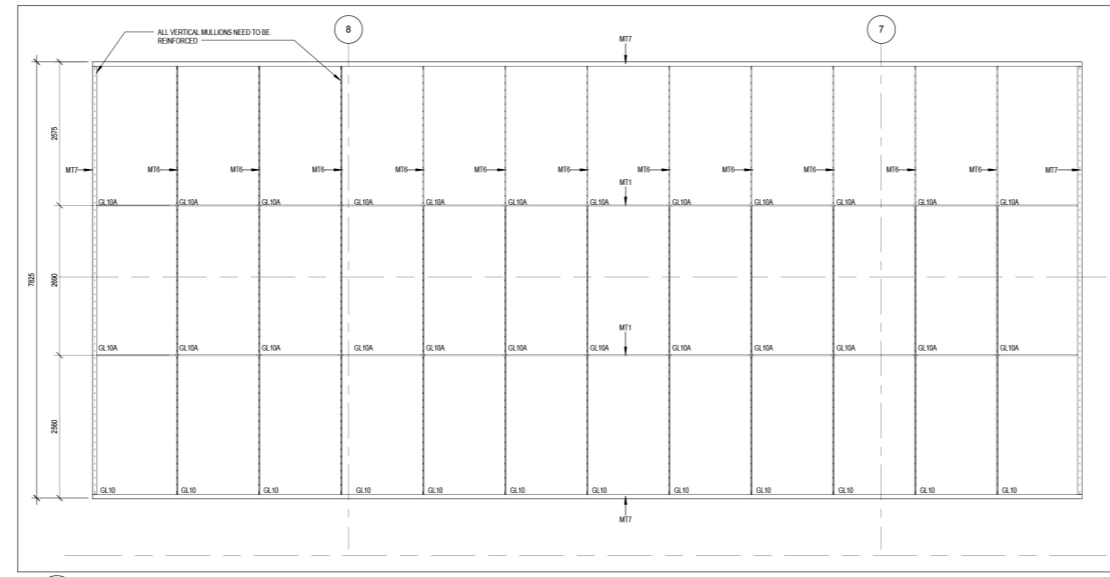 8
7
ALL VERTICAL MULLIONS NEED TO BE
REINFORCED
MT7
2575
MT7 MT6 MT6 MT6 MT6 MT6 MT6 MT6 MT6 MT6 MT6 MT6 MT7
MT1
GL10A GL10A GL10A GL10A GL10A GL10A GL10A GL10A GL10A GL10A GL10A GL10A
7825
2690
MT1
GL10A GL10A GL10A GL10A GL10A GL10A GL10A GL10A GL10A GL10A GL10A GL10A
2560
GL10 GL10 GL10 GL10 GL10 GL10 GL10 GL10 GL10 GL10 GL10 GL10
MT7